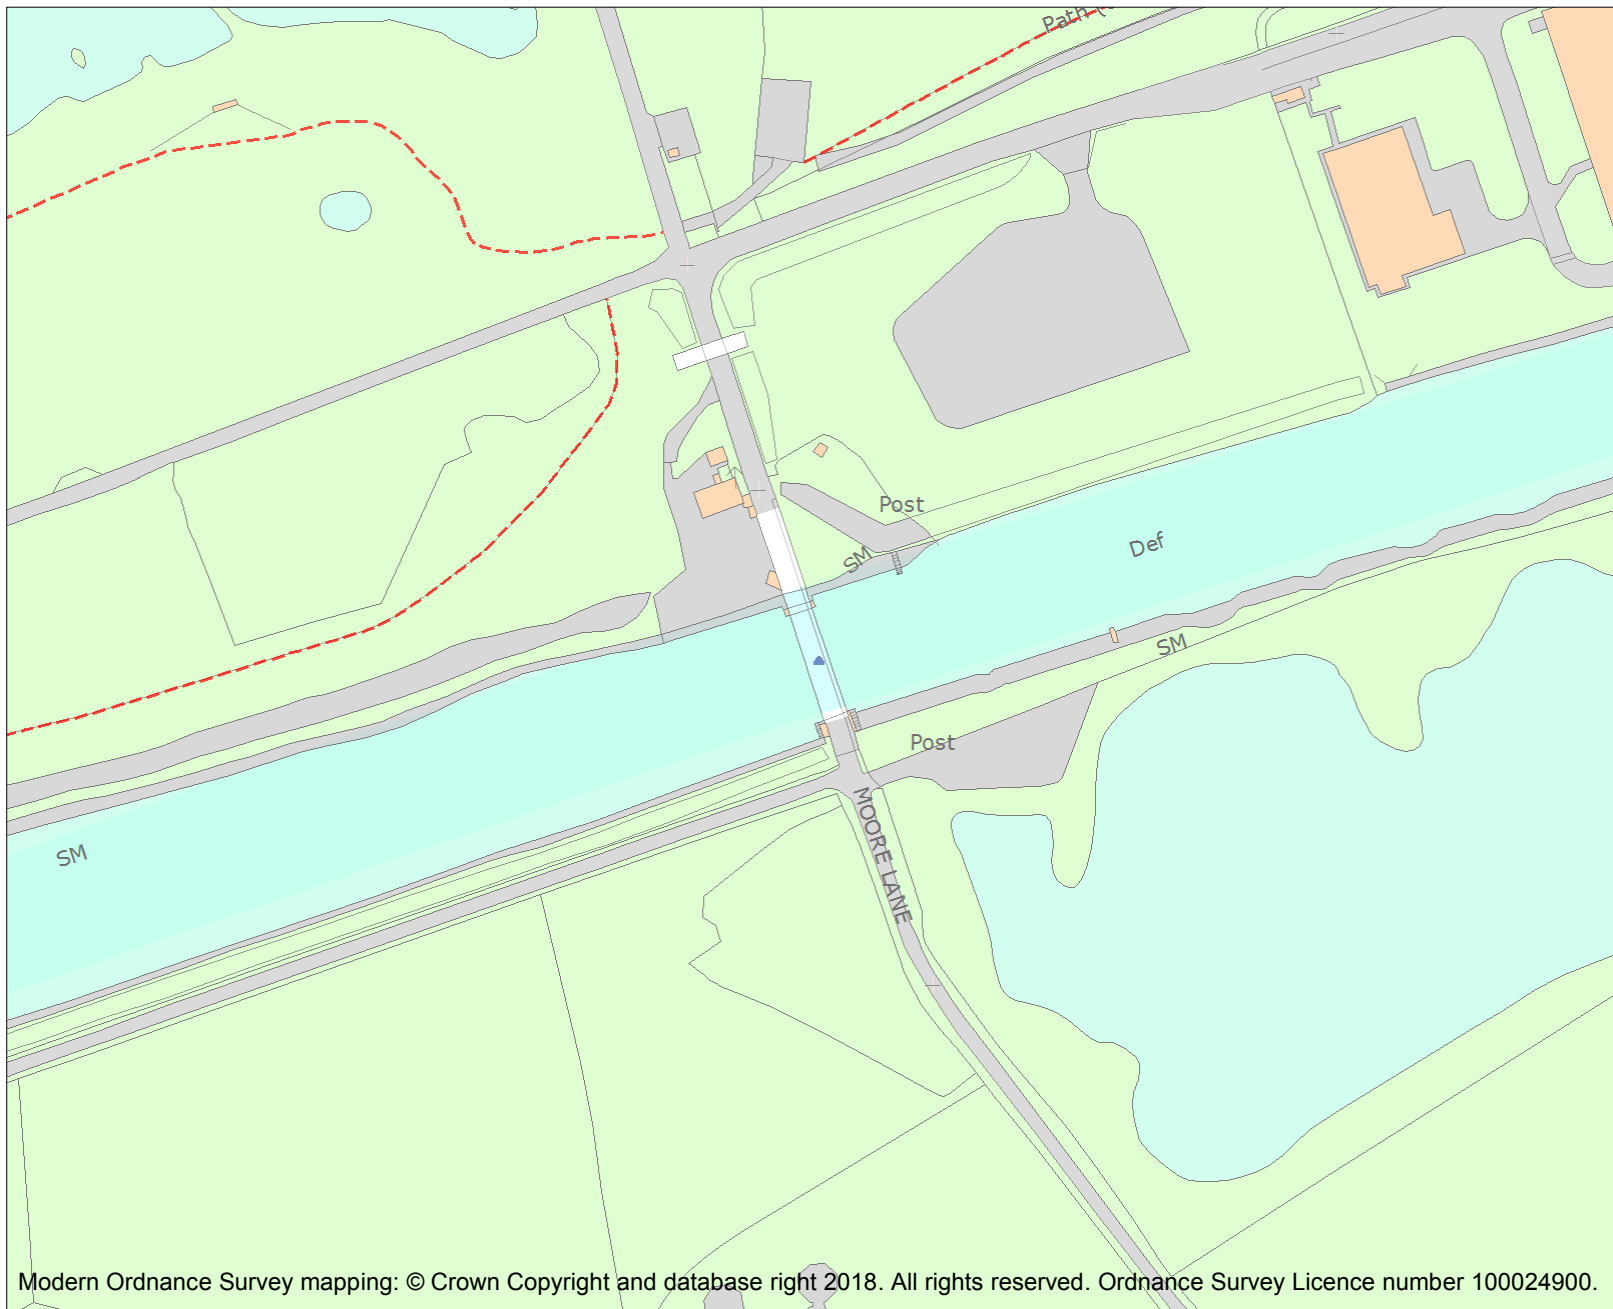 Path
Post
SM
Def
SM
Post
MOORE LANE
SM
Modern Ordnance Survey mapping: © Crown Copyright and database right 2018. All rights reserved. Ordnance Survey Licence number 100024900.